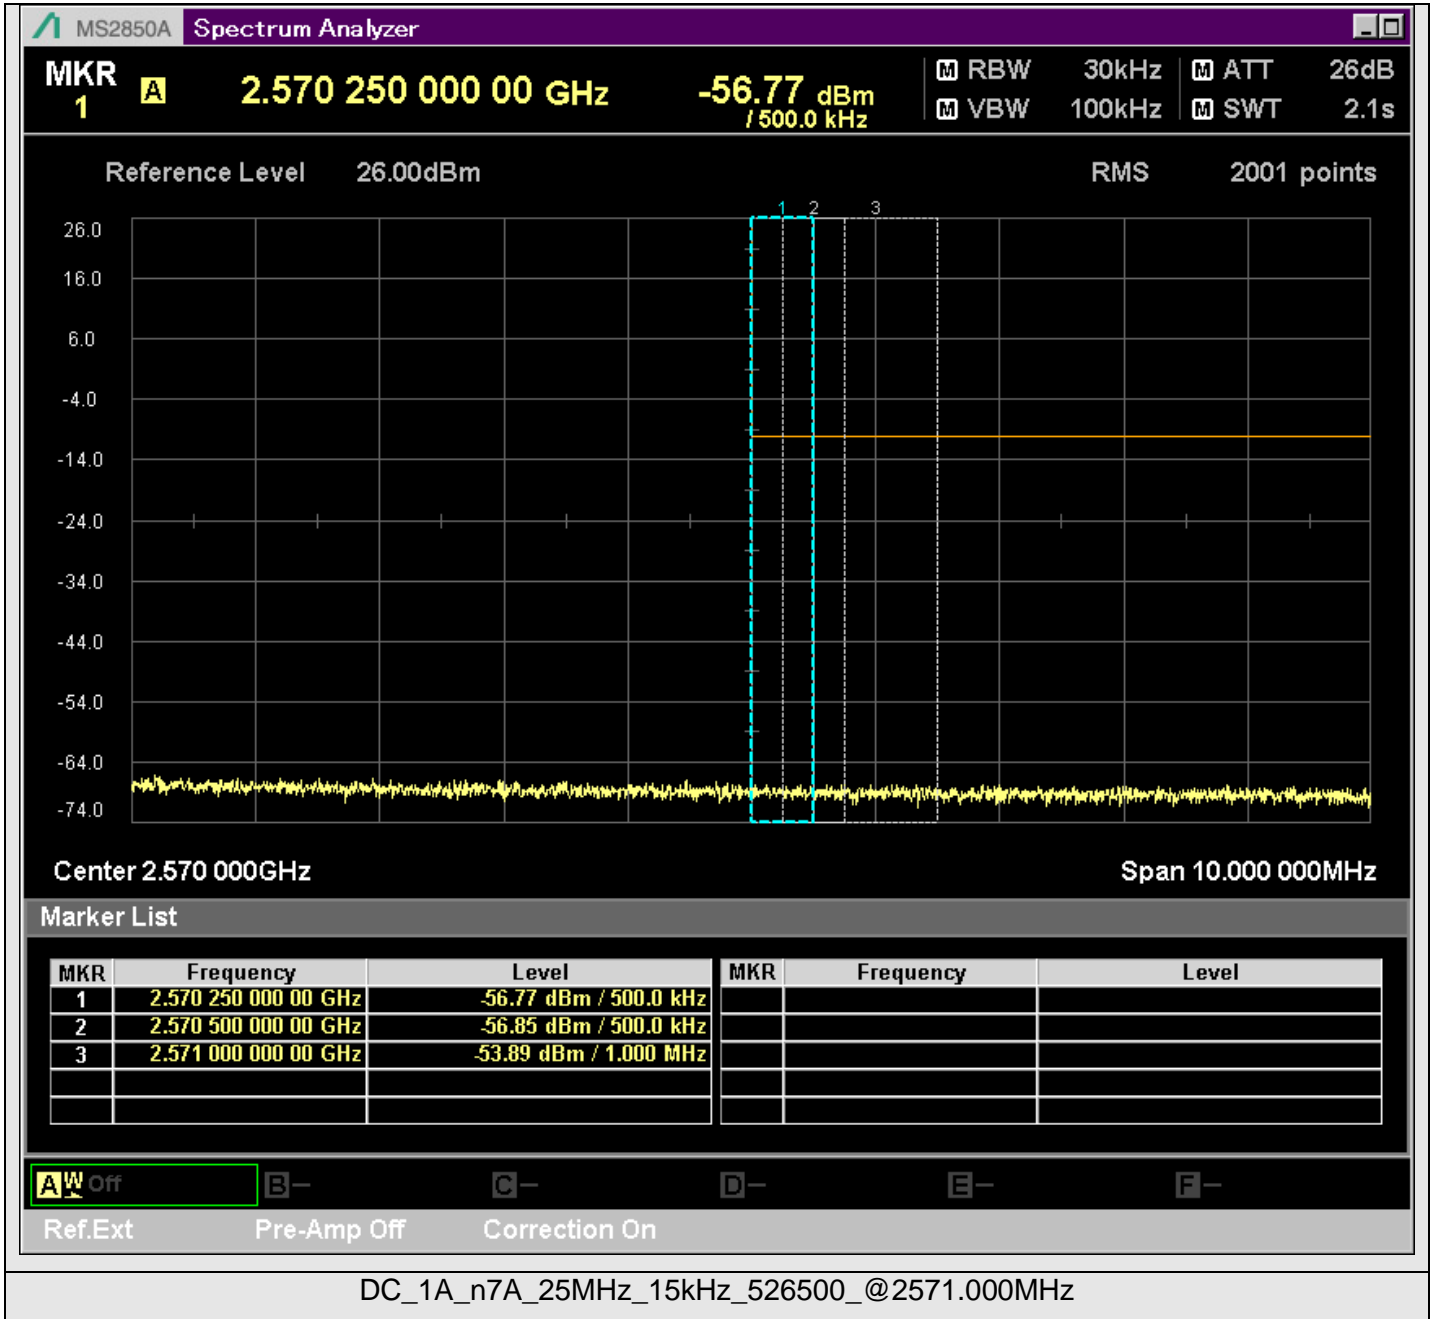 MS2850A Spectrum Analyzer
MKR 1 A 2.570 250 000 00 GHz -56.77 dBm / 500.0 kHz
M RBW 30kHz M ATT 26dB
M VBW 100kHz M SWT 2.1s
Reference Level 26.00dBm RMS 2001 points
1 2 3
26.0
16.0
6.0
-4.0
-14.0
-24.0
-34.0
-44.0
-54.0
-64.0
-74.0
Center 2.570 000GHz Span 10.000 000MHz
Marker List
MKR Frequency Level MKR Frequency Level
1 2.570 250 000 00 GHz -56.77 dBm / 500.0 kHz
2 2.570 500 000 00 GHz -56.85 dBm / 500.0 kHz
3 2.571 000 000 00 GHz -53.89 dBm / 1.000 MHz
A W Off B – C – D – E – F –
Ref.Ext Pre-Amp Off Correction On
DC_1A_n7A_25MHz_15kHz_526500_@2571.000MHz